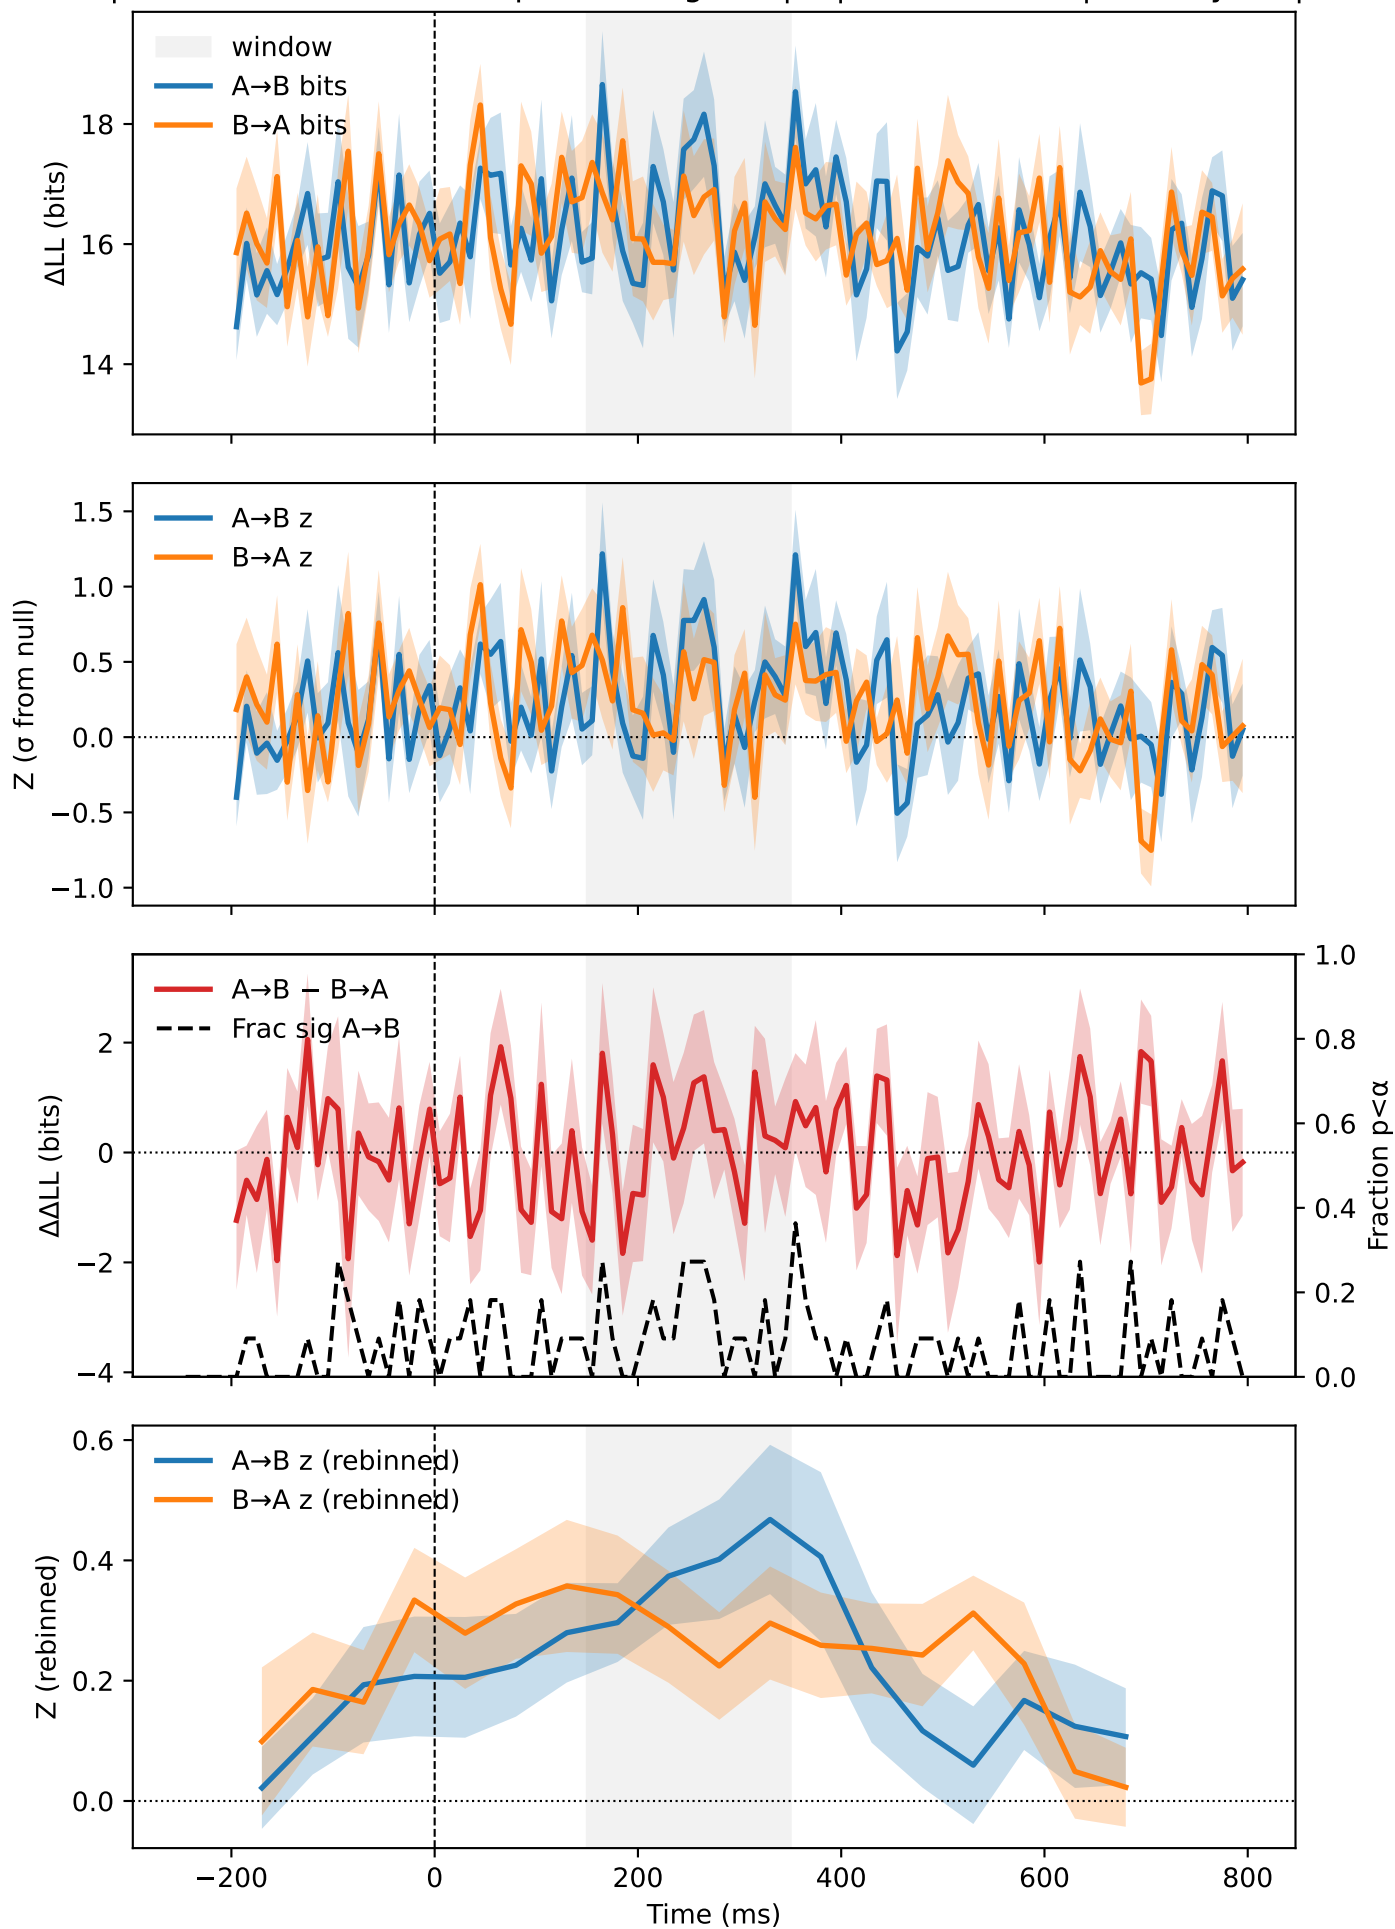 window
A→B bits
B→A bits
ΔLL (bits)
18
16
14
A→B z
B→A z
Z (σ from null)
1.5
1.0
0.5
0.0
−0.5
−1.0
A→B − B→A
Frac sig A→B
ΔΔLL (bits)
2
0
−2
−4
1.0
0.8
0.6
0.4
0.2
0.0
Fraction p<α
A→B z (rebinned)
B→A z (rebinned)
Z (rebinned)
0.6
0.4
0.2
0.0
−200 0 200 400 600 800
Time (ms)